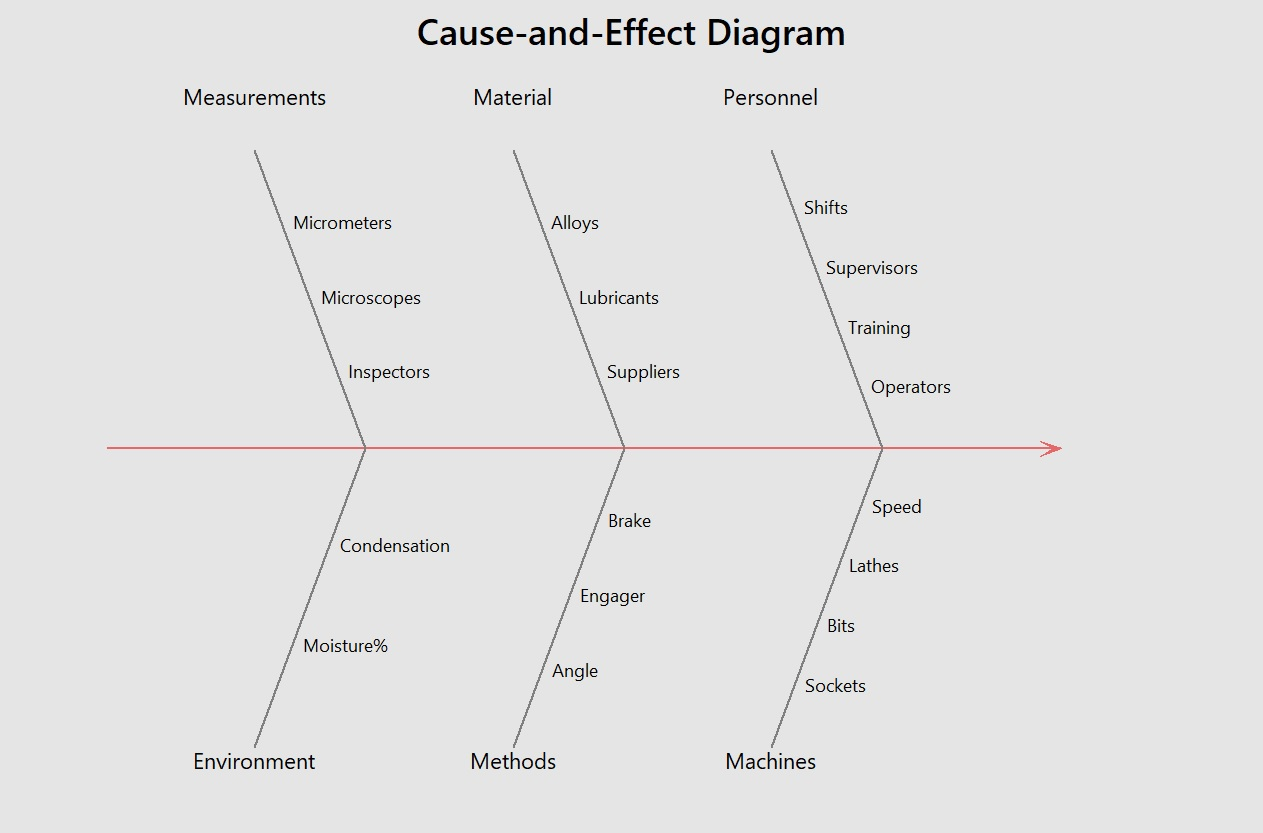 Cause-and-Effect Diagram
Measurements
Material
Personnel
Shifts
Micrometers
Alloys
Supervisors
Microscopes
Lubricants
Training
Inspectors
Suppliers
Operators
Speed
Brake
Condensation
Lathes
Engager
Bits
Moisture%
Angle
Sockets
Environment
Methods
Machines